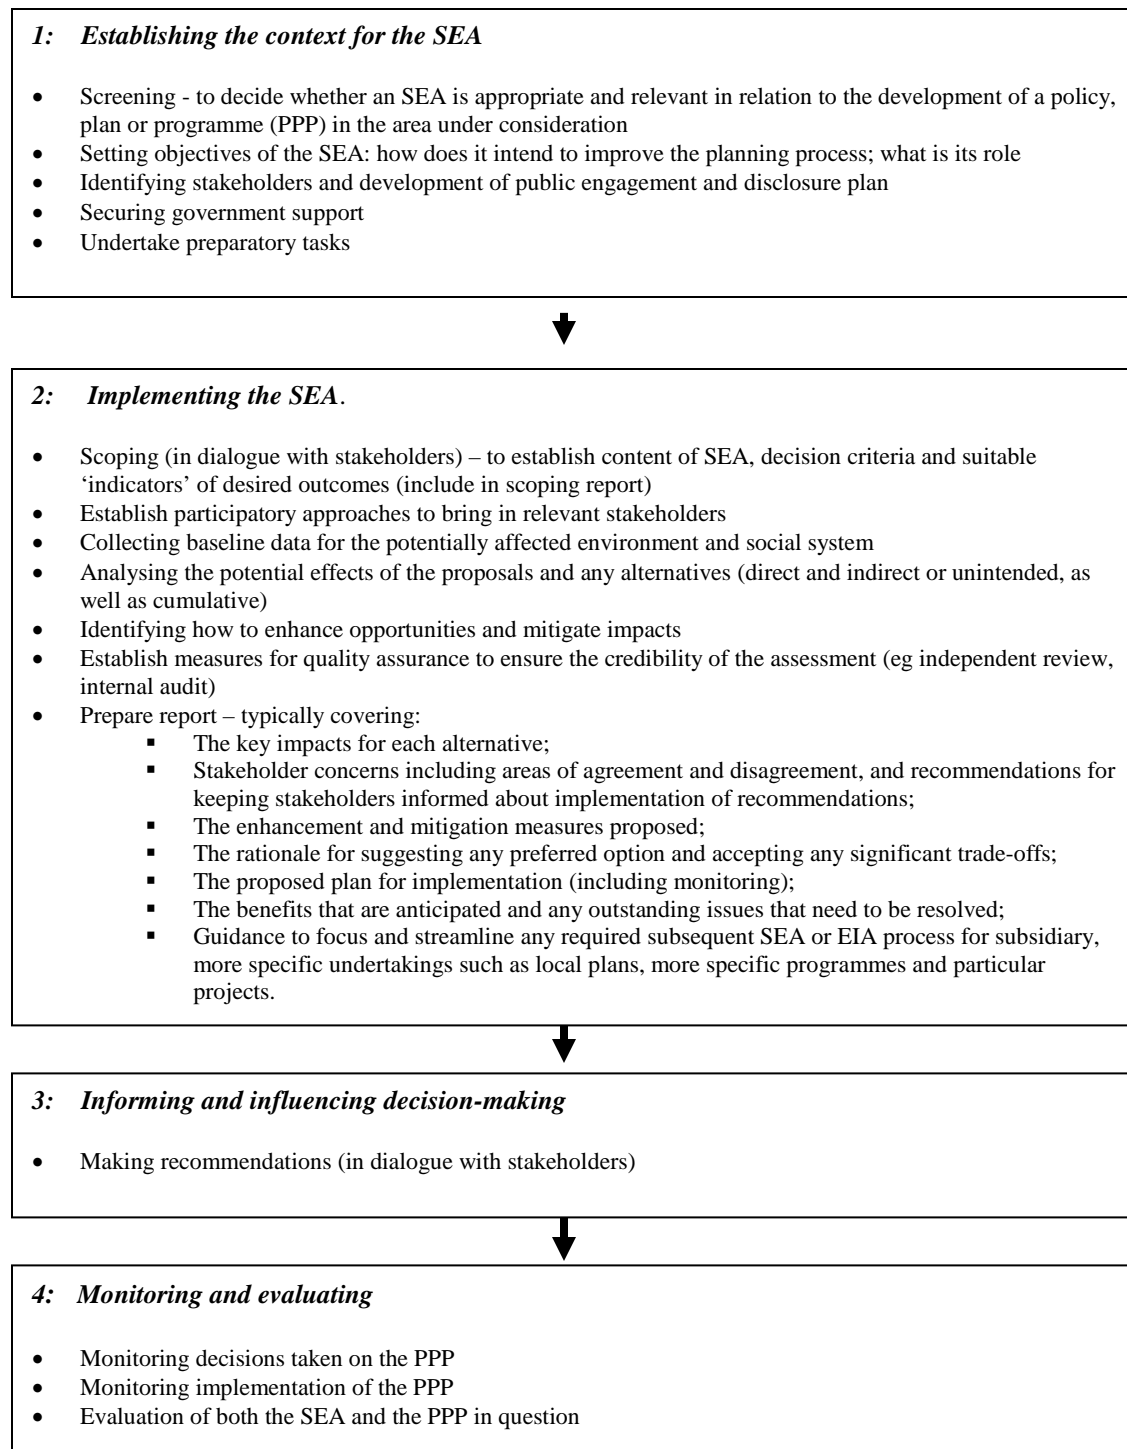 1: Establishing the context for the SEA
• Screening - to decide whether an SEA is appropriate and relevant in relation to the development of a policy,
plan or programme (PPP) in the area under consideration
• Setting objectives of the SEA: how does it intend to improve the planning process; what is its role
• Identifying stakeholders and development of public engagement and disclosure plan
• Securing government support
• Undertake preparatory tasks
2: Implementing the SEA.
• Scoping (in dialogue with stakeholders) – to establish content of SEA, decision criteria and suitable
‘indicators’ of desired outcomes (include in scoping report)
• Establish participatory approaches to bring in relevant stakeholders
• Collecting baseline data for the potentially affected environment and social system
• Analysing the potential effects of the proposals and any alternatives (direct and indirect or unintended, as
well as cumulative)
• Identifying how to enhance opportunities and mitigate impacts
• Establish measures for quality assurance to ensure the credibility of the assessment (eg independent review,
internal audit)
• Prepare report – typically covering:
▪ The key impacts for each alternative;
▪ Stakeholder concerns including areas of agreement and disagreement, and recommendations for
keeping stakeholders informed about implementation of recommendations;
▪ The enhancement and mitigation measures proposed;
▪ The rationale for suggesting any preferred option and accepting any significant trade-offs;
▪ The proposed plan for implementation (including monitoring);
▪ The benefits that are anticipated and any outstanding issues that need to be resolved;
▪ Guidance to focus and streamline any required subsequent SEA or EIA process for subsidiary,
more specific undertakings such as local plans, more specific programmes and particular
projects.
3: Informing and influencing decision-making
• Making recommendations (in dialogue with stakeholders)
4: Monitoring and evaluating
• Monitoring decisions taken on the PPP
• Monitoring implementation of the PPP
• Evaluation of both the SEA and the PPP in question